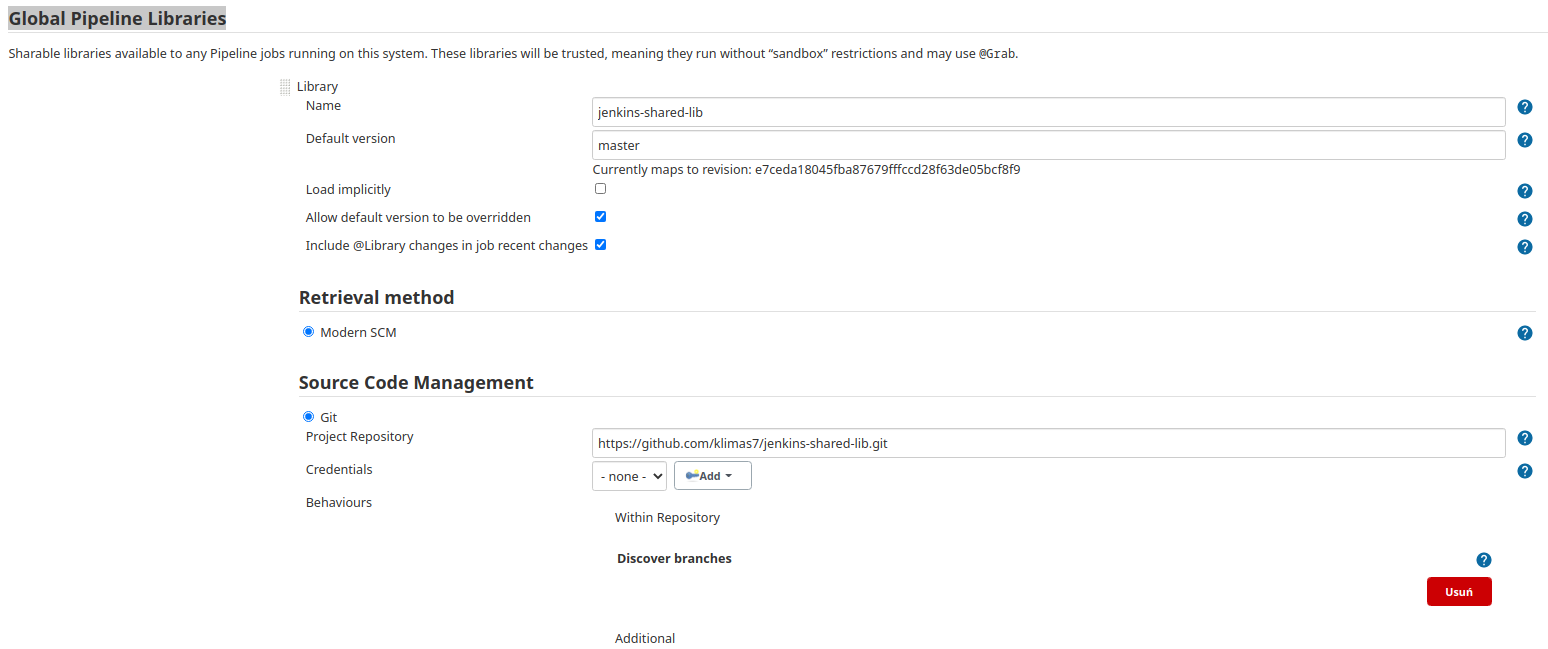 Global Pipeline Libraries
Sharable libraries available to any Pipeline jobs running on this system. These libraries will be trusted, meaning they run without “sandbox” restrictions and may use @Grab.
Library
Name
jenkins-shared-lib
Default version
master
Currently maps to revision: e7ceda18045fba87679fffccd28f63de05bcf8f9
Load implicitly
Allow default version to be overridden
Include @Library changes in job recent changes
Retrieval method
Modern SCM
Source Code Management
Git
Project Repository
https://github.com/klimas7/jenkins-shared-lib.git
Credentials
- none -
Add
Behaviours
Within Repository
Discover branches
Usuń
Additional